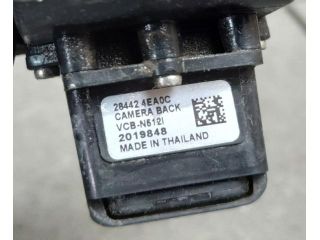 28442 4EA0C
CAMERA BACK
VCB-N512I
2019848
MADE IN THAILAND